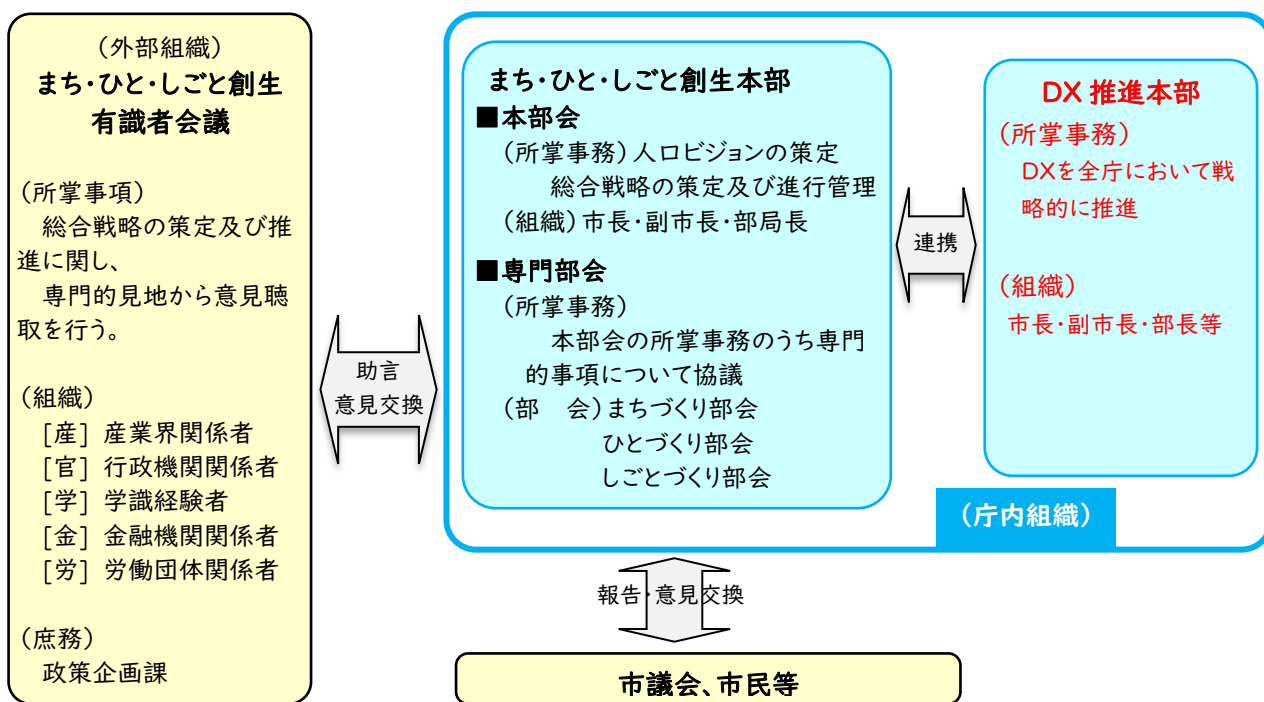 (外部組織)
まち・ひと・しごと創生
有識者会議
(所掌事項)
総合戦略の策定及び推
進に関し、
専門的見地から意見聴
取を行う。
(組織)
[産] 産業界関係者
[官] 行政機関関係者
[学] 学識経験者
[金] 金融機関関係者
[労] 労働団体関係者
(庶務)
政策企画課
助言
意見交換
まち・ひと・しごと創生本部
■本部会
(所掌事務)人口ビジョンの策定
総合戦略の策定及び進行管理
(組織)市長・副市長・部局長
■専門部会
(所掌事務)
本部会の所掌事務のうち専門
的事項について協議
(部 会)まちづくり部会
ひとづくり部会
しごとづくり部会
連携
DX 推進本部
(所掌事務)
DXを全庁において戦
略的に推進
(組織)
市長・副市長・部長等
(庁内組織)
報告・意見交換
市議会、市民等